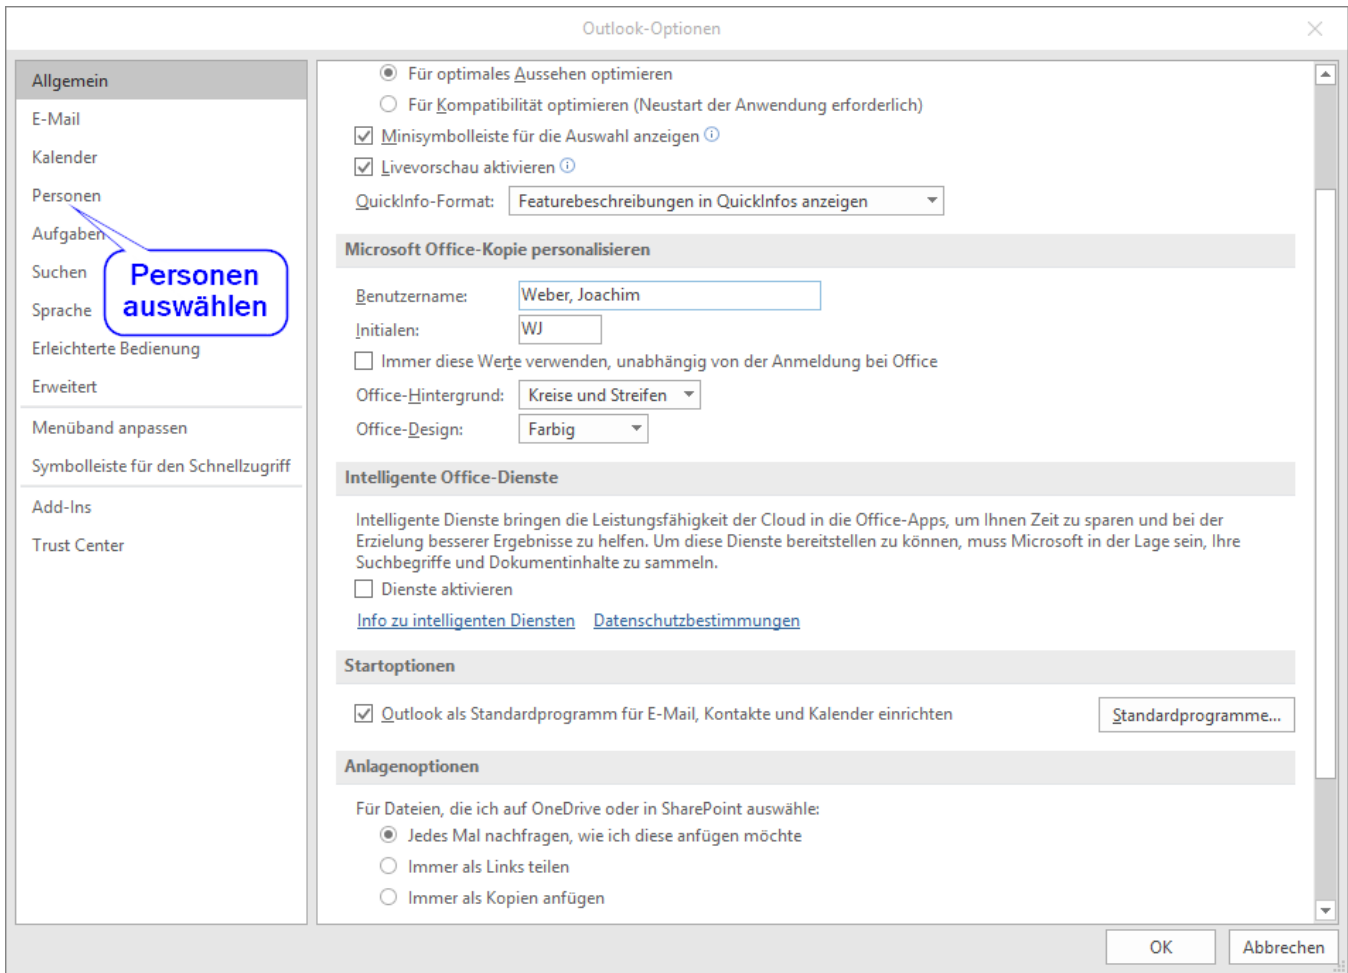 Outlook-Optionen
Allgemein
E-Mail
Kalender
Personen
Aufgaben
Suchen
Sprache
Erleichterte Bedienung
Erweitert
Menüband anpassen
Symbolleiste für den Schnellzugriff
Add-Ins
Trust Center
Personen
auswählen
Für optimales Aussehen optimieren
Für Kompatibilität optimieren (Neustart der Anwendung erforderlich)
Minisymbolleiste für die Auswahl anzeigen
Livevorschau aktivieren
QuickInfo-Format: Featurebeschreibungen in QuickInfos anzeigen
Microsoft Office-Kopie personalisieren
Benutzername: Weber, Joachim
Initialen: WJ
Immer diese Werte verwenden, unabhängig von der Anmeldung bei Office
Office-Hintergrund: Kreise und Streifen
Office-Design: Farbig
Intelligente Office-Dienste
Intelligente Dienste bringen die Leistungsfähigkeit der Cloud in die Office-Apps, um Ihnen Zeit zu sparen und bei der
Erzielung besserer Ergebnisse zu helfen. Um diese Dienste bereitstellen zu können, muss Microsoft in der Lage sein, Ihre
Suchbegriffe und Dokumentinhalte zu sammeln.
Dienste aktivieren
Info zu intelligenten Diensten Datenschutzbestimmungen
Startoptionen
Outlook als Standardprogramm für E-Mail, Kontakte und Kalender einrichten Standardprogramme...
Anlagenoptionen
Für Dateien, die ich auf OneDrive oder in SharePoint auswähle:
Jedes Mal nachfragen, wie ich diese anfügen möchte
Immer als Links teilen
Immer als Kopien anfügen
OK Abbrechen